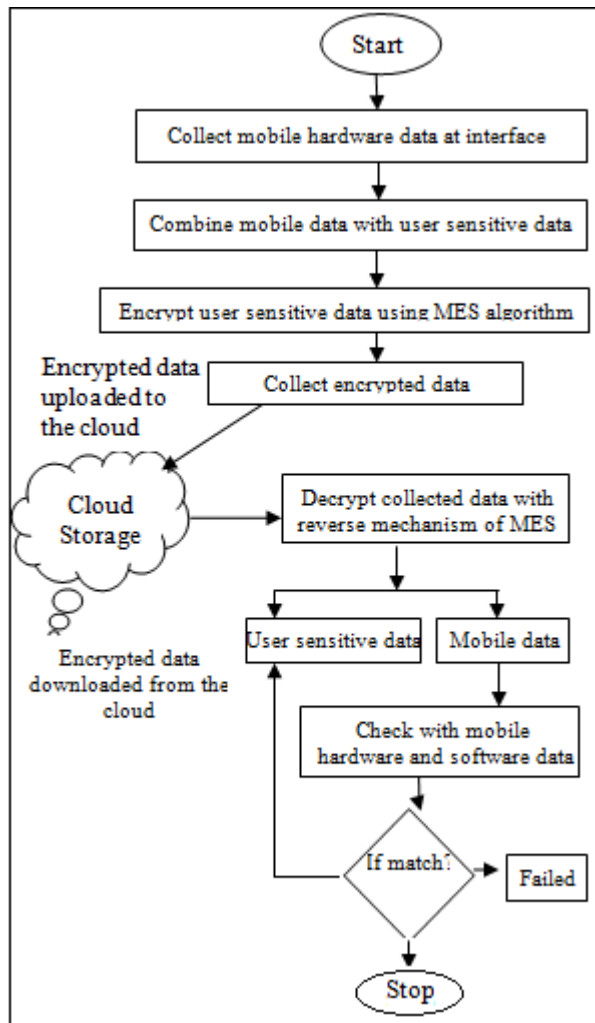 Start
Collect mobile hardware data at interface
Combine mobile data with user sensitive data
Encrypt user sensitive data using MES algorithm
Collect encrypted data
Encrypted data
uploaded to
the cloud
Cloud
Storage
Decrypt collected data with
reverse mechanism of MES
User sensitive data
Mobile data
Encrypted data
downloaded from the
cloud
Check with mobile
hardware and software data
If match?
Failed
Stop